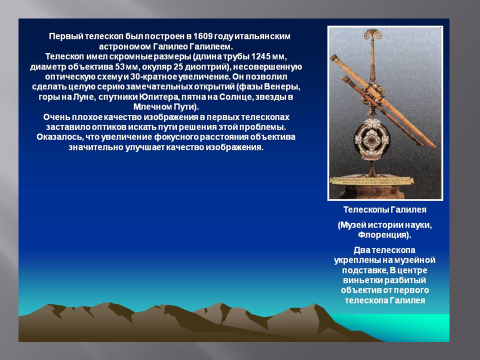 Первый телескоп был построен в 1609 году итальянским
астрономом Галилео Галилеем.
Телескоп имел скромные размеры (длина трубы 1245 мм,
диаметр объектива 53 мм, окуляр 25 диоптрий), несовершенную
оптическую схему и 30-кратное увеличение. Он позволил
сделать целую серию замечательных открытий (фазы Венеры,
горы на Луне, спутники Юпитера, пятна на Солнце, звезды в
Млечном Пути).
Очень плохое качество изображения в первых телескопах
заставило оптиков искать пути решения этой проблемы.
Оказалось, что увеличение фокусного расстояния объектива
значительно улучшает качество изображения.
Телескопы Галилея
(Музей истории науки,
Флоренция).
Два телескопа
укреплены на музейной
подставке, В центре
виньетки разбитый
объектив от первого
телескопа Галилея